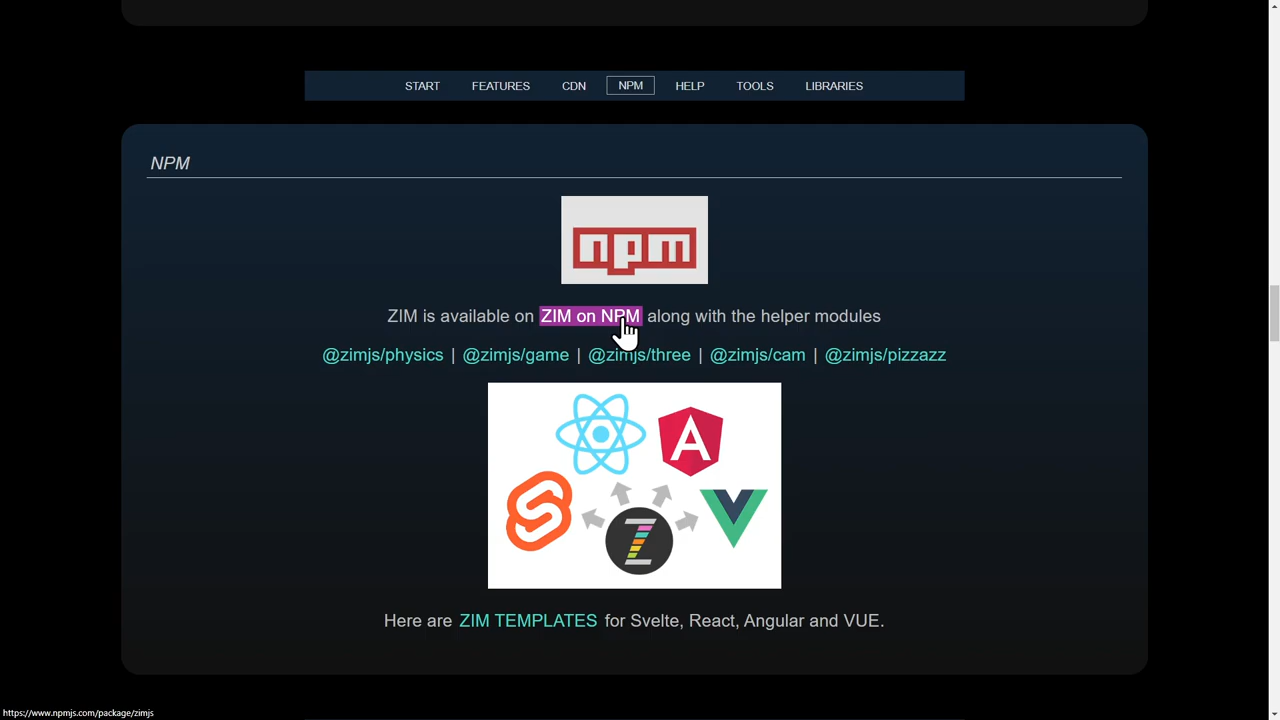 START FEATURES CDN NPM HELP TOOLS LIBRARIES
NPM
npm
ZIM is available on ZIM on NPM along with the helper modules
@zimjs/physics | @zimjs/game | @zimjs/three | @zimjs/cam | @zimjs/pizzazz
Here are ZIM TEMPLATES for Svelte, React, Angular and VUE.
https://www.npmjs.com/package/zimjs